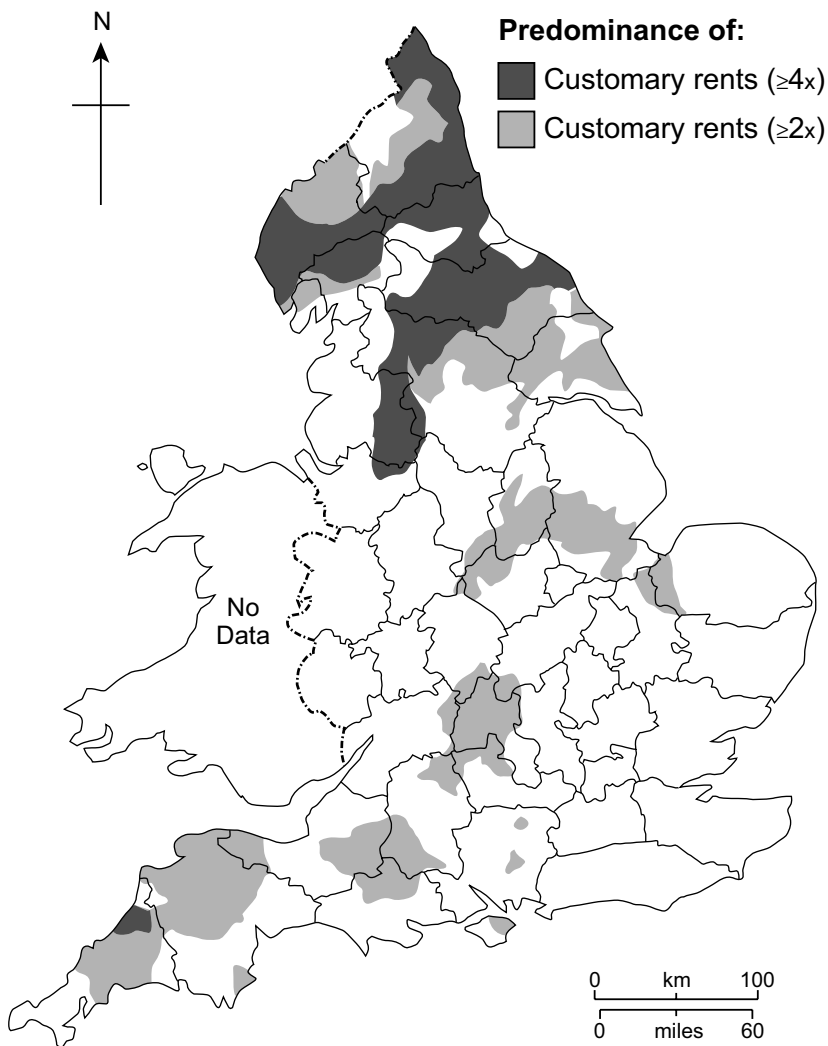 N
Predominance of:
Customary rents (≥4x)
Customary rents (≥2x)
No
Data
0 km 100
0 miles 60